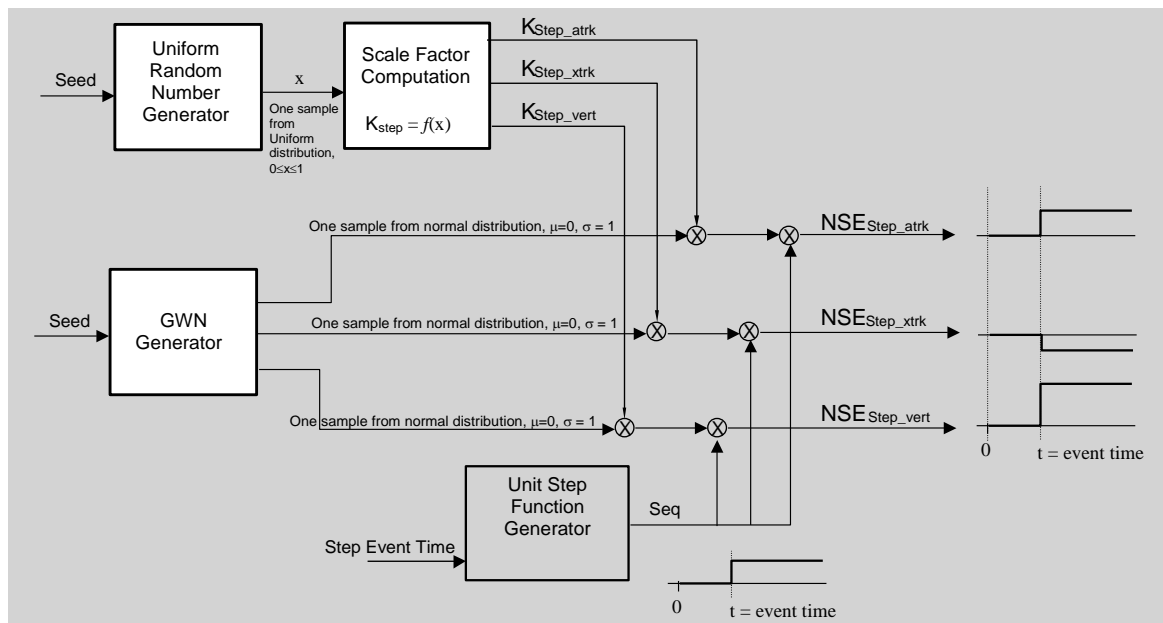 Uniform
Random
Number
Generator
Seed
x
One sample
from
Uniform
distribution,
0≤x≤1
Scale Factor
Computation
Kstep = f(x)
KStep_atrk
KStep_xtrk
KStep_vert
One sample from normal distribution, μ=0, σ = 1
NSEStep_atrk
Seed
GWN
Generator
One sample from normal distribution, μ=0, σ = 1
NSEStep_xtrk
One sample from normal distribution, μ=0, σ = 1
NSEStep_vert
0
t = event time
Unit Step
Function
Generator
Seq
Step Event Time
0
t = event time